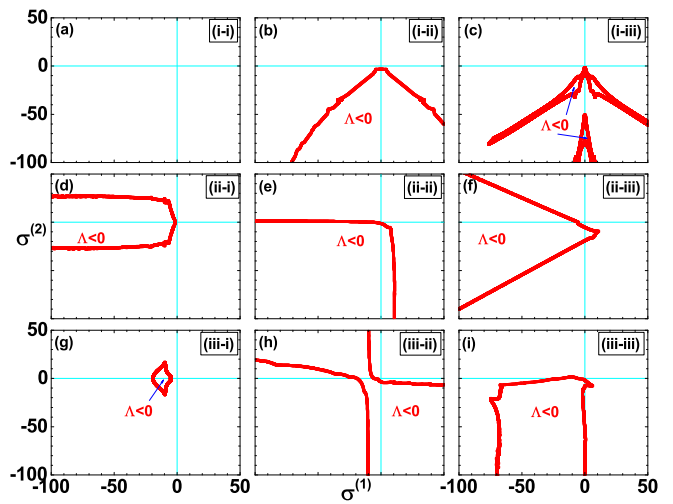 50
(a)
(i-i)
(b)
(i-ii)
(c)
(i-iii)
0
-50
-100
Λ<0
Λ<0
(d)
(ii-i)
(e)
(ii-ii)
(f)
(ii-iii)
σ(2)
Λ<0
Λ<0
Λ<0
50
(g)
(iii-i)
(h)
(iii-ii)
(i)
(iii-iii)
0
-50
-100
Λ<0
Λ<0
Λ<0
-100 -50 0 50
-50 0
-100 -50 0 50
σ(1)